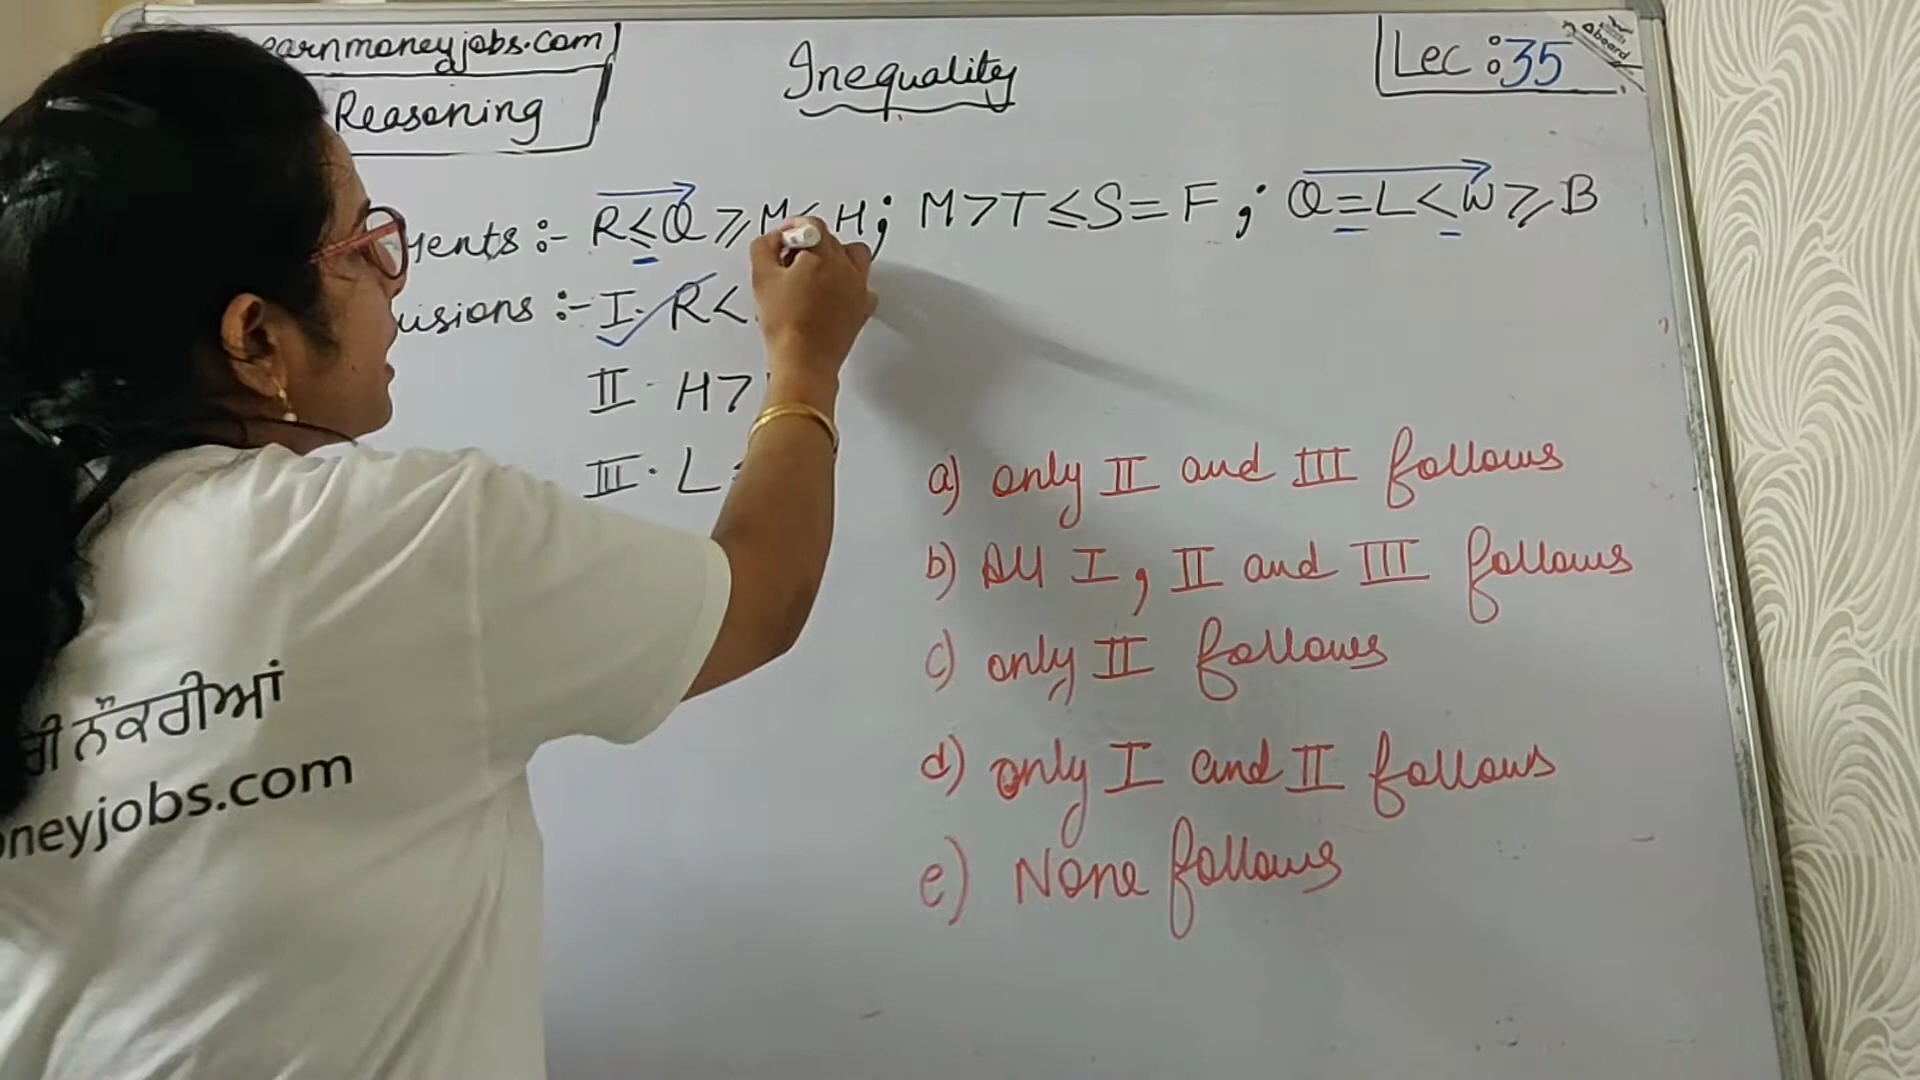 earnmoneyjobs.com
Reasoning
Inequality
Lec : 35
ments :- R ≤ Q ≥ M ≤ H ; M > T ≤ S = F ; Q = L < W ≥ B
usions :- I. R <
II. H >
III. L
a) only II and III follows
b) All I, II and III follows
c) only II follows
d) only I and II follows
e) None follows
ਰੀ ਨੌਕਰੀਆਂ
neyjobs.com